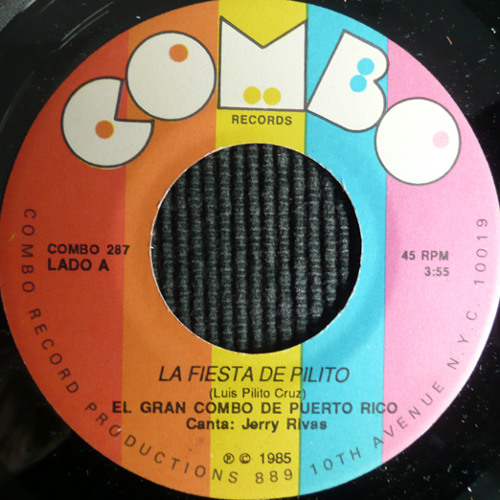 COMBO
RECORDS
COMBO 287
LADO A
45 RPM
3:55
LA FIESTA DE PILITO
(Luis Pilito Cruz)
EL GRAN COMBO DE PUERTO RICO
Canta: Jerry Rivas
℗ © 1985
COMBO RECORD PRODUCTIONS 889 10TH AVENUE N.Y.C. 10019